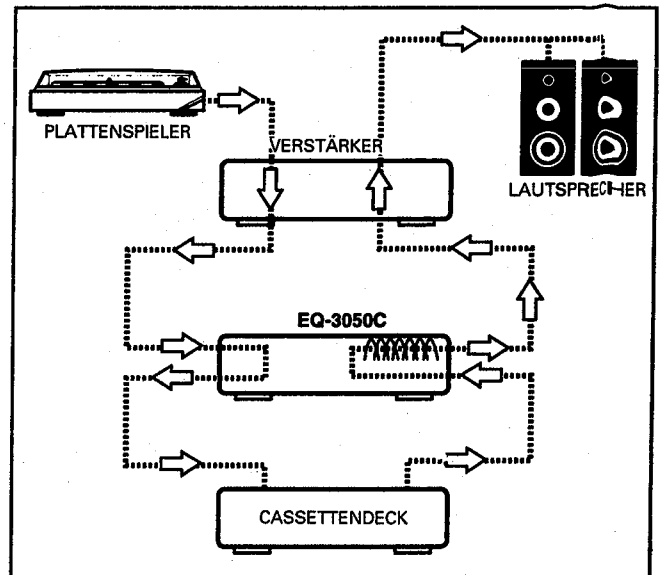 PLATTENSPIELER
VERSTÄRKER
LAUTSPRECHER
EQ-3050C
CASSETTENDECK